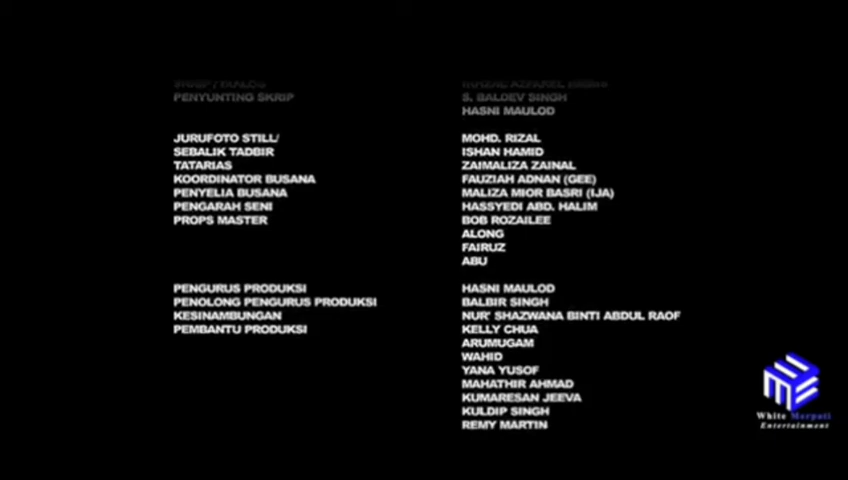 PENYUNTING SKRIP S. BALDEV SINGH
HASNI MAULOD
JURUFOTO STILL/ MOHD. RIZAL
SEBALIK TADBIR ISHAN HAMID
TATARIAS ZAIMALIZA ZAINAL
KOORDINATOR BUSANA FAUZIAH ADNAN (GEE)
PENYELIA BUSANA MALIZA MIOR BASRI (IJA)
PENGARAH SENI HASSYEDI ABD. HALIM
PROPS MASTER BOB ROZAILEE
ALONG
FAIRUZ
ABU
PENGURUS PRODUKSI HASNI MAULOD
PENOLONG PENGURUS PRODUKSI BALBIR SINGH
KESINAMBUNGAN NUR' SHAZWANA BINTI ABDUL RAOF
PEMBANTU PRODUKSI KELLY CHUA
ARUMUGAM
WAHID
YANA YUSOF
MAHATHIR AHMAD
KUMARESAN JEEVA
KULDIP SINGH
REMY MARTIN
White Merpati
Entertainment